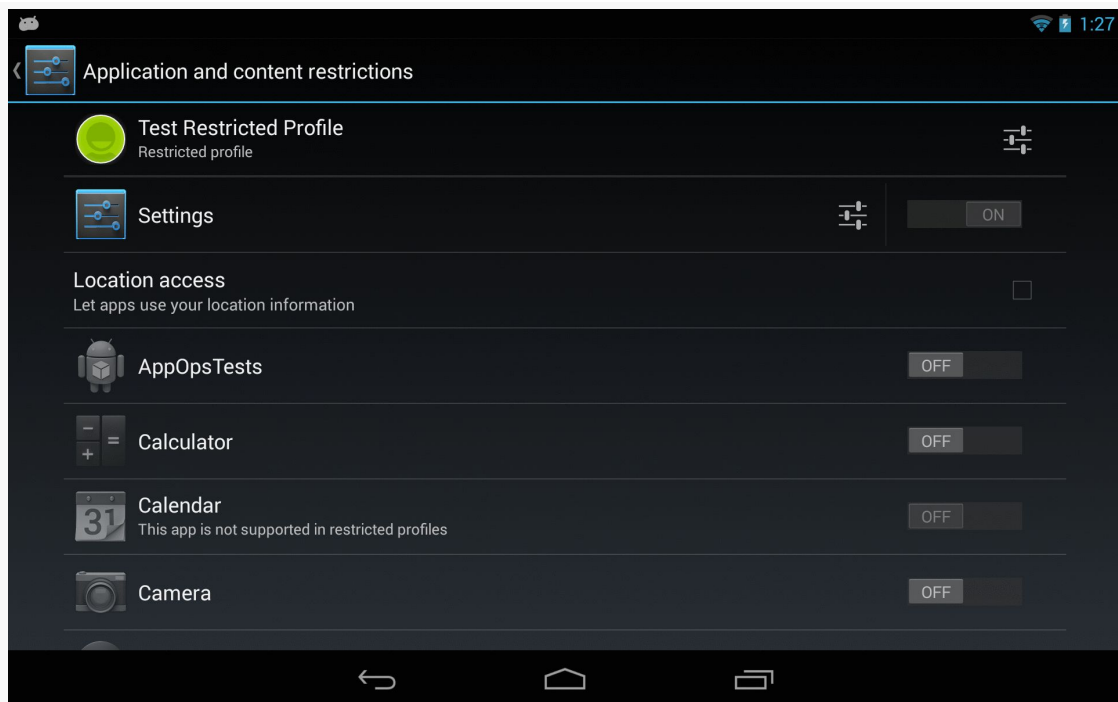 1:27
Application and content restrictions
Test Restricted Profile
Restricted profile
Settings
ON
Location access
Let apps use your location information
AppOpsTests
OFF
Calculator
OFF
31
Calendar
This app is not supported in restricted profiles
OFF
Camera
OFF